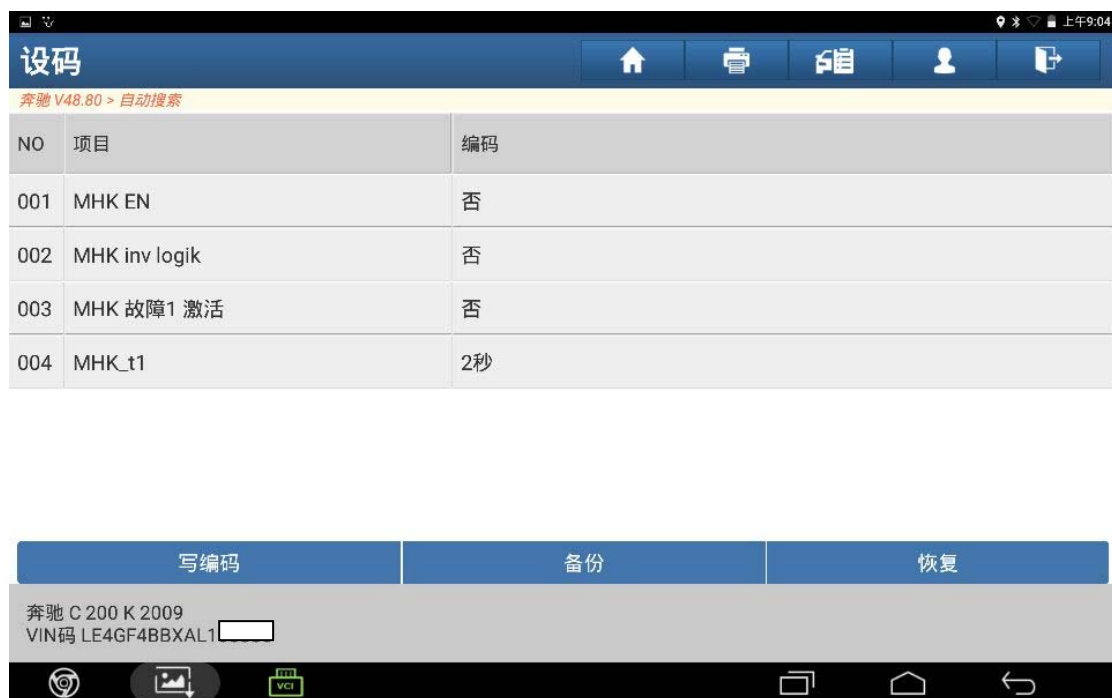 上午9:04
设码
奔驰 V48.80 > 自动搜索
NO 项目 编码
001 MHK EN 否
002 MHK inv logik 否
003 MHK 故障1 激活 否
004 MHK_t1 2秒
写编码 备份 恢复
奔驰 C 200 K 2009
VIN码 LE4GF4BBXAL1
VCI